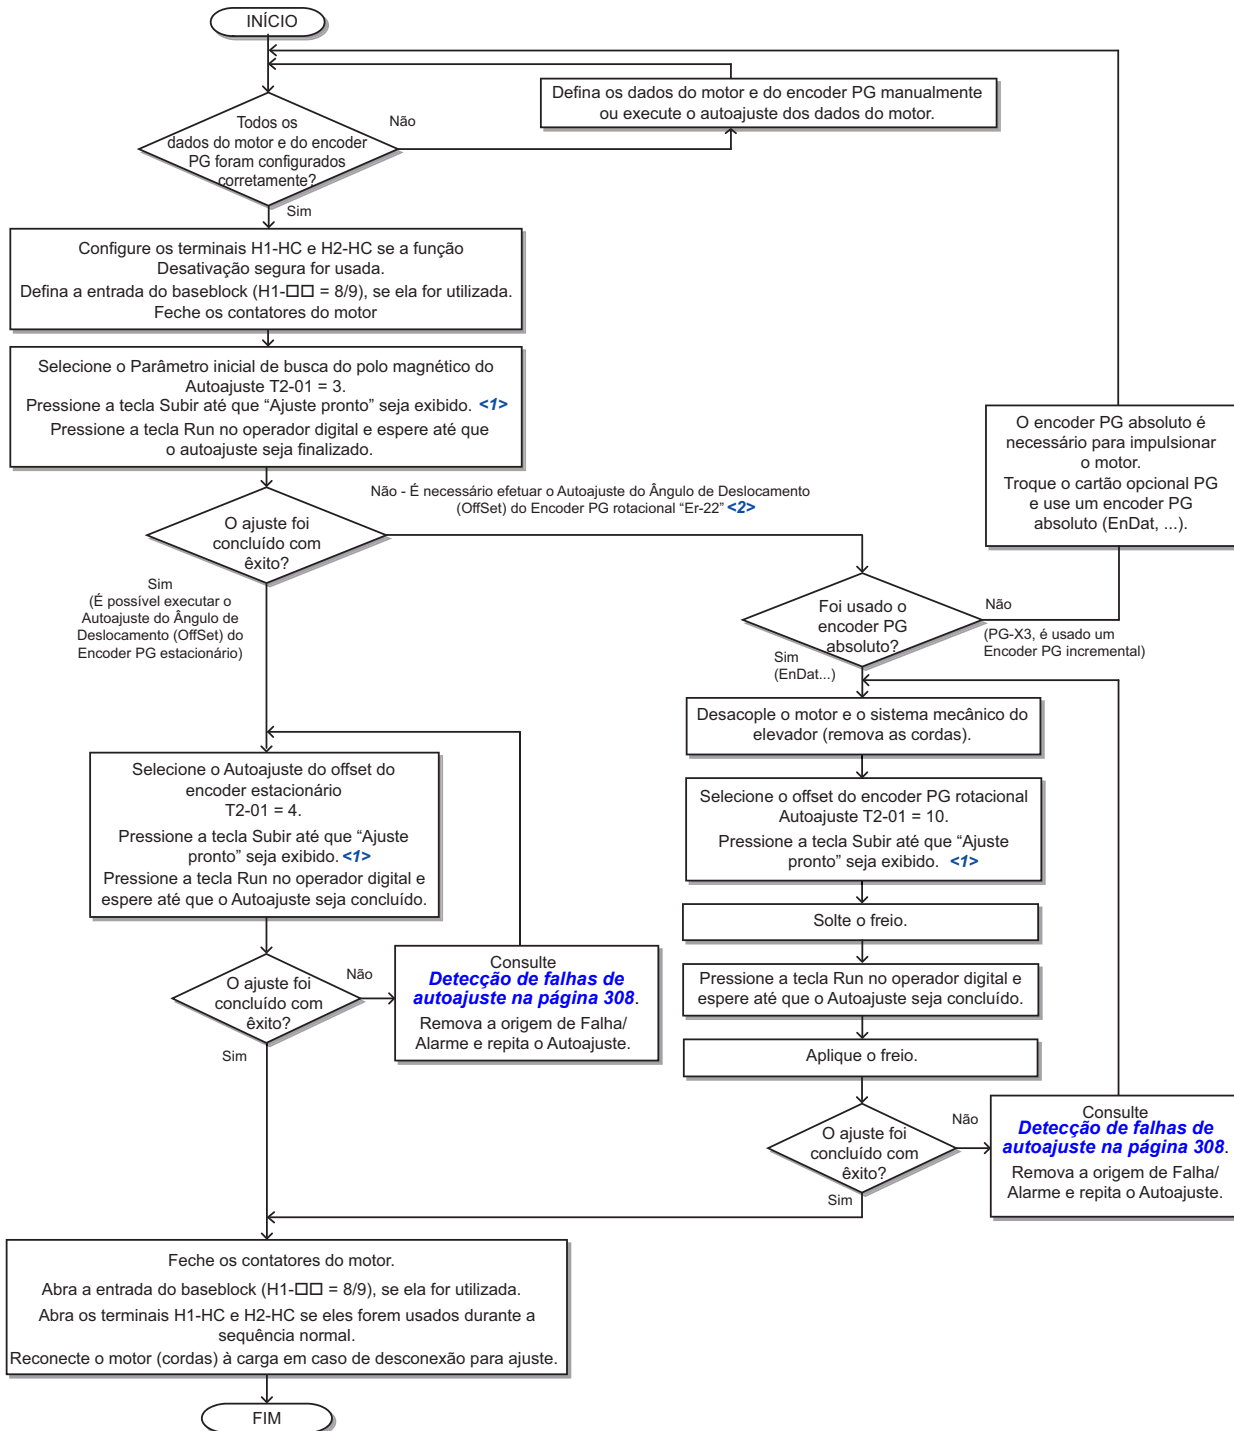 INÍCIO
Defina os dados do motor e do encoder PG manualmente
ou execute o autoajuste dos dados do motor.
Todos os
dados do motor e do encoder
PG foram configurados
corretamente?
Não
Sim
Configure os terminais H1-HC e H2-HC se a função
Desativação segura for usada.
Defina a entrada do baseblock (H1-□□ = 8/9), se ela for utilizada.
Feche os contatores do motor
Selecione o Parâmetro inicial de busca do polo magnético do
Autoajuste T2-01 = 3.
Pressione a tecla Subir até que “Ajuste pronto” seja exibido. <1>
Pressione a tecla Run no operador digital e espere até que
o autoajuste seja finalizado.
O encoder PG absoluto é
necessário para impulsionar
o motor.
Troque o cartão opcional PG
e use um encoder PG
absoluto (EnDat, ...).
Não - É necessário efetuar o Autoajuste do Ângulo de Deslocamento
(OffSet) do Encoder PG rotacional “Er-22” <2>
O ajuste foi
concluído com
êxito?
Sim
(É possível executar o
Autoajuste do Ângulo de
Deslocamento (OffSet) do
Encoder PG estacionário)
Foi usado o
encoder PG
absoluto?
Não
(PG-X3, é usado um
Encoder PG incremental)
Sim
(EnDat...)
Desacople o motor e o sistema mecânico do
elevador (remova as cordas).
Selecione o Autoajuste do offset do
encoder estacionário
T2-01 = 4.
Pressione a tecla Subir até que “Ajuste
pronto” seja exibido. <1>
Pressione a tecla Run no operador digital e
espere até que o Autoajuste seja concluído.
Selecione o offset do encoder PG rotacional
Autoajuste T2-01 = 10.
Pressione a tecla Subir até que “Ajuste
pronto” seja exibido. <1>
Solte o freio.
Pressione a tecla Run no operador digital e
espere até que o Autoajuste seja concluído.
Aplique o freio.
O ajuste foi
concluído com
êxito?
Não
Sim
Consulte
Detecção de falhas de
autoajuste na página 308.
Remova a origem de Falha/
Alarme e repita o Autoajuste.
O ajuste foi
concluído com
êxito?
Não
Sim
Consulte
Detecção de falhas de
autoajuste na página 308.
Remova a origem de Falha/
Alarme e repita o Autoajuste.
Feche os contatores do motor.
Abra a entrada do baseblock (H1-□□ = 8/9), se ela for utilizada.
Abra os terminais H1-HC e H2-HC se eles forem usados durante a
sequência normal.
Reconecte o motor (cordas) à carga em caso de desconexão para ajuste.
FIM